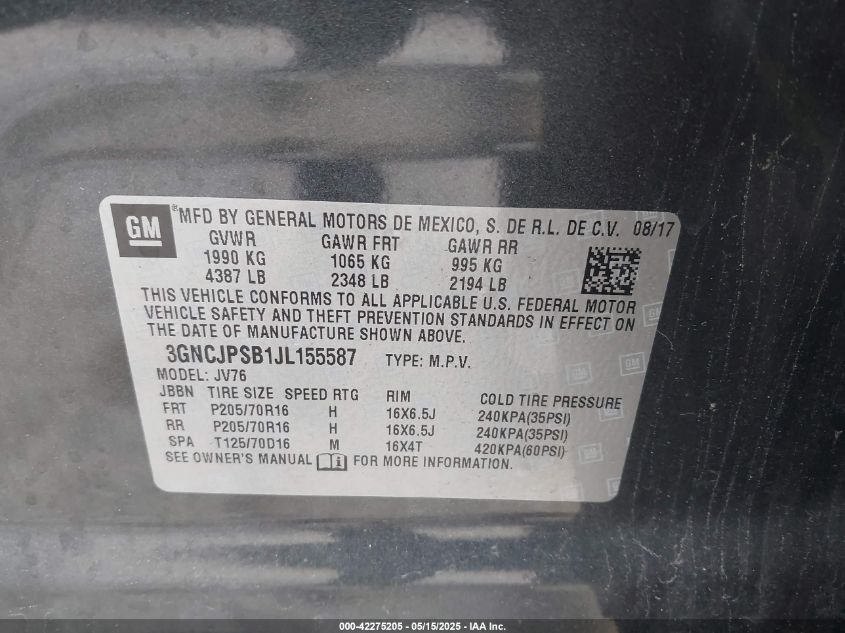 GM ® MFD BY GENERAL MOTORS DE MEXICO, S. DE R.L. DE C.V. 08/17
GVWR GAWR FRT GAWR RR
1990 KG 1065 KG 995 KG
4387 LB 2348 LB 2194 LB
THIS VEHICLE CONFORMS TO ALL APPLICABLE U.S. FEDERAL MOTOR
VEHICLE SAFETY AND THEFT PREVENTION STANDARDS IN EFFECT ON
THE DATE OF MANUFACTURE SHOWN ABOVE.
3GNCJPSB1JL155587 TYPE: M.P.V.
MODEL: JV76
JBBN TIRE SIZE SPEED RTG RIM COLD TIRE PRESSURE
FRT P205/70R16 H 16X6.5J 240KPA(35PSI)
RR P205/70R16 H 16X6.5J 240KPA(35PSI)
SPA T125/70D16 M 16X4T 420KPA(60PSI)
SEE OWNER'S MANUAL FOR MORE INFORMATION.
000-42275205 - 05/15/2025 - IAA Inc.